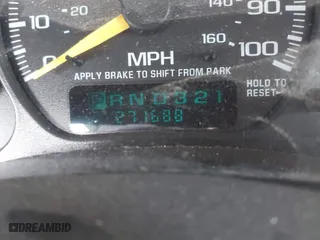 140
10 20 90
160 100
0 MPH
APPLY BRAKE TO SHIFT FROM PARK
HOLD TO
RESET
PRND321
271688
DREAMBID